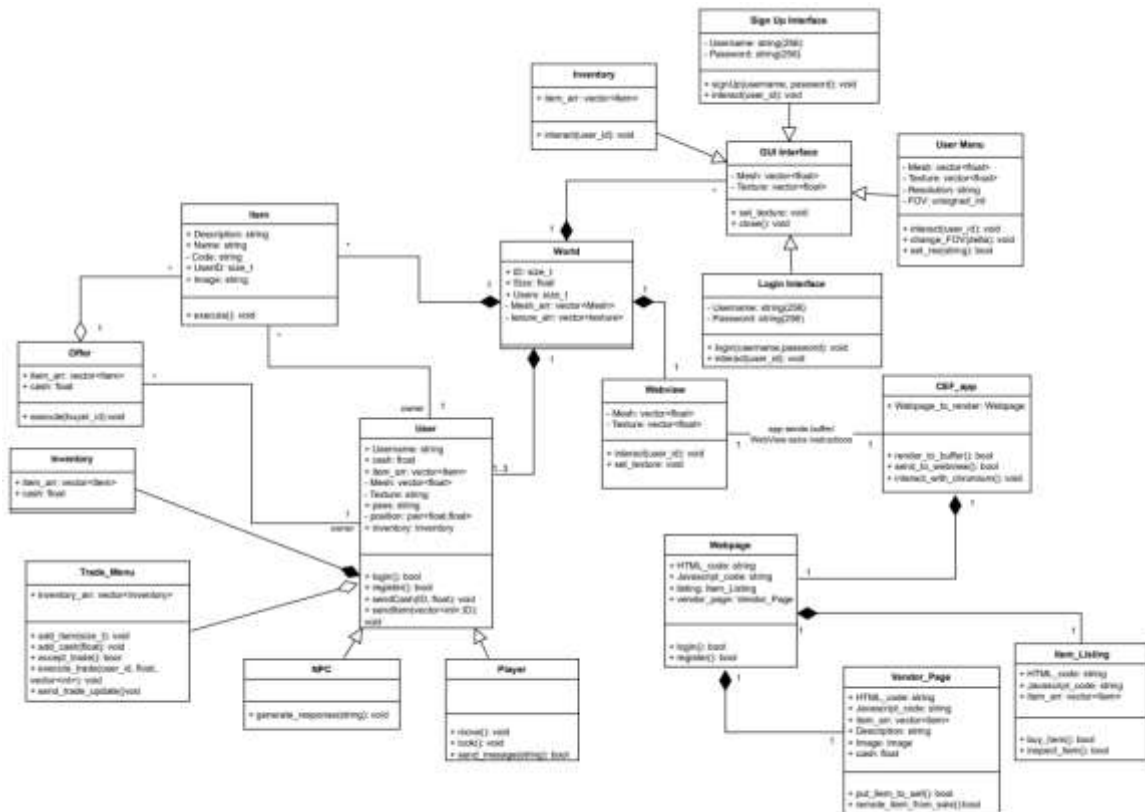 Sign Up Interface
- Username: string(256)
- Password: string(256)
+ signUp(username, password): void
+ interact(user_id): void
Inventory
+ item_arr: vector<Item>
+ interact(user_id): void
GUI Interface
- Mesh: vector<float>
- Texture: vector<float>
+ set_texture: void
+ close(): void
User Menu
- Mesh: vector<float>
- Texture: vector<float>
- Resolution: string
- FOV: unsigned_int
+ interact(user_id): void
+ change_FOV(delta): void
+ set_res(string): bool
Login Interface
- Username: string(256)
- Password: string(256)
+ login(username,password): void
+ interact(user_id): void
Item
+ Description: string
+ Name: string
- Code: string
+ UserID: size_t
+ Image: string
+ execute(): void
World
+ ID: size_t
+ Size: float
+ Users: size_t
- Mesh_arr: vector<Mesh>
Offer
+ item_arr: vector<Item>
+ cash: float
+ execute(buyer_id):void
Inventory
+ item_arr: vector<Item>
+ cash: float
Trade_Menu
+ inventory_arr: vector<Inventory>
+ add_item(size_t): void
+ add_cash(float): void
+ accept_trade(): bool
+ execute_trade(user_id, float,
vector<int>): void
+ send_trade_update()void
owner
owner
User
+ Username: string
+ cash: float
+ item_arr: vector<Item>
- Mesh: vector<float>
- Texture: string
+ pass: string
- position: pair<float,float>
+ inventory: Inventory
+ login(): bool
+ register(): bool
+ sendCash(ID, float): void
+ sendItem(vector<int>,ID):
void
NPC
+ generate_response(string): void
Player
+ move(): void
+ look(): void
+ send_message(string): bool
Webview
- Mesh: vector<float>
- Texture: vector<float>
+ interact(user_id): void
+ set_texture: void
app sends buffer/
CEF_app
+ Webpage_to_render: Webpage
+ render_to_buffer(): bool
+ send_to_webview(): bool
+ interact_with_chromium(): void
Webpage
+ HTML_code: string
+ Javascript_code: string
+ listing: Item_Listing
+ vendor_page: Vendor_Page
+ login(): bool
+ register(): bool
Vendor_Page
+ HTML_code: string
+ Javascript_code: string
+ item_arr: vector<Item>
+ Description: string
+ Image: Image
+ cash: float
+ put_item_to_sell(): bool
+ remote_item_from_sale():bool
Item_Listing
+ HTML_code: string
+ Javascript_code: string
+ item_arr: vector<Item>
+ buy_item(): bool
+ inspect_item(): bool